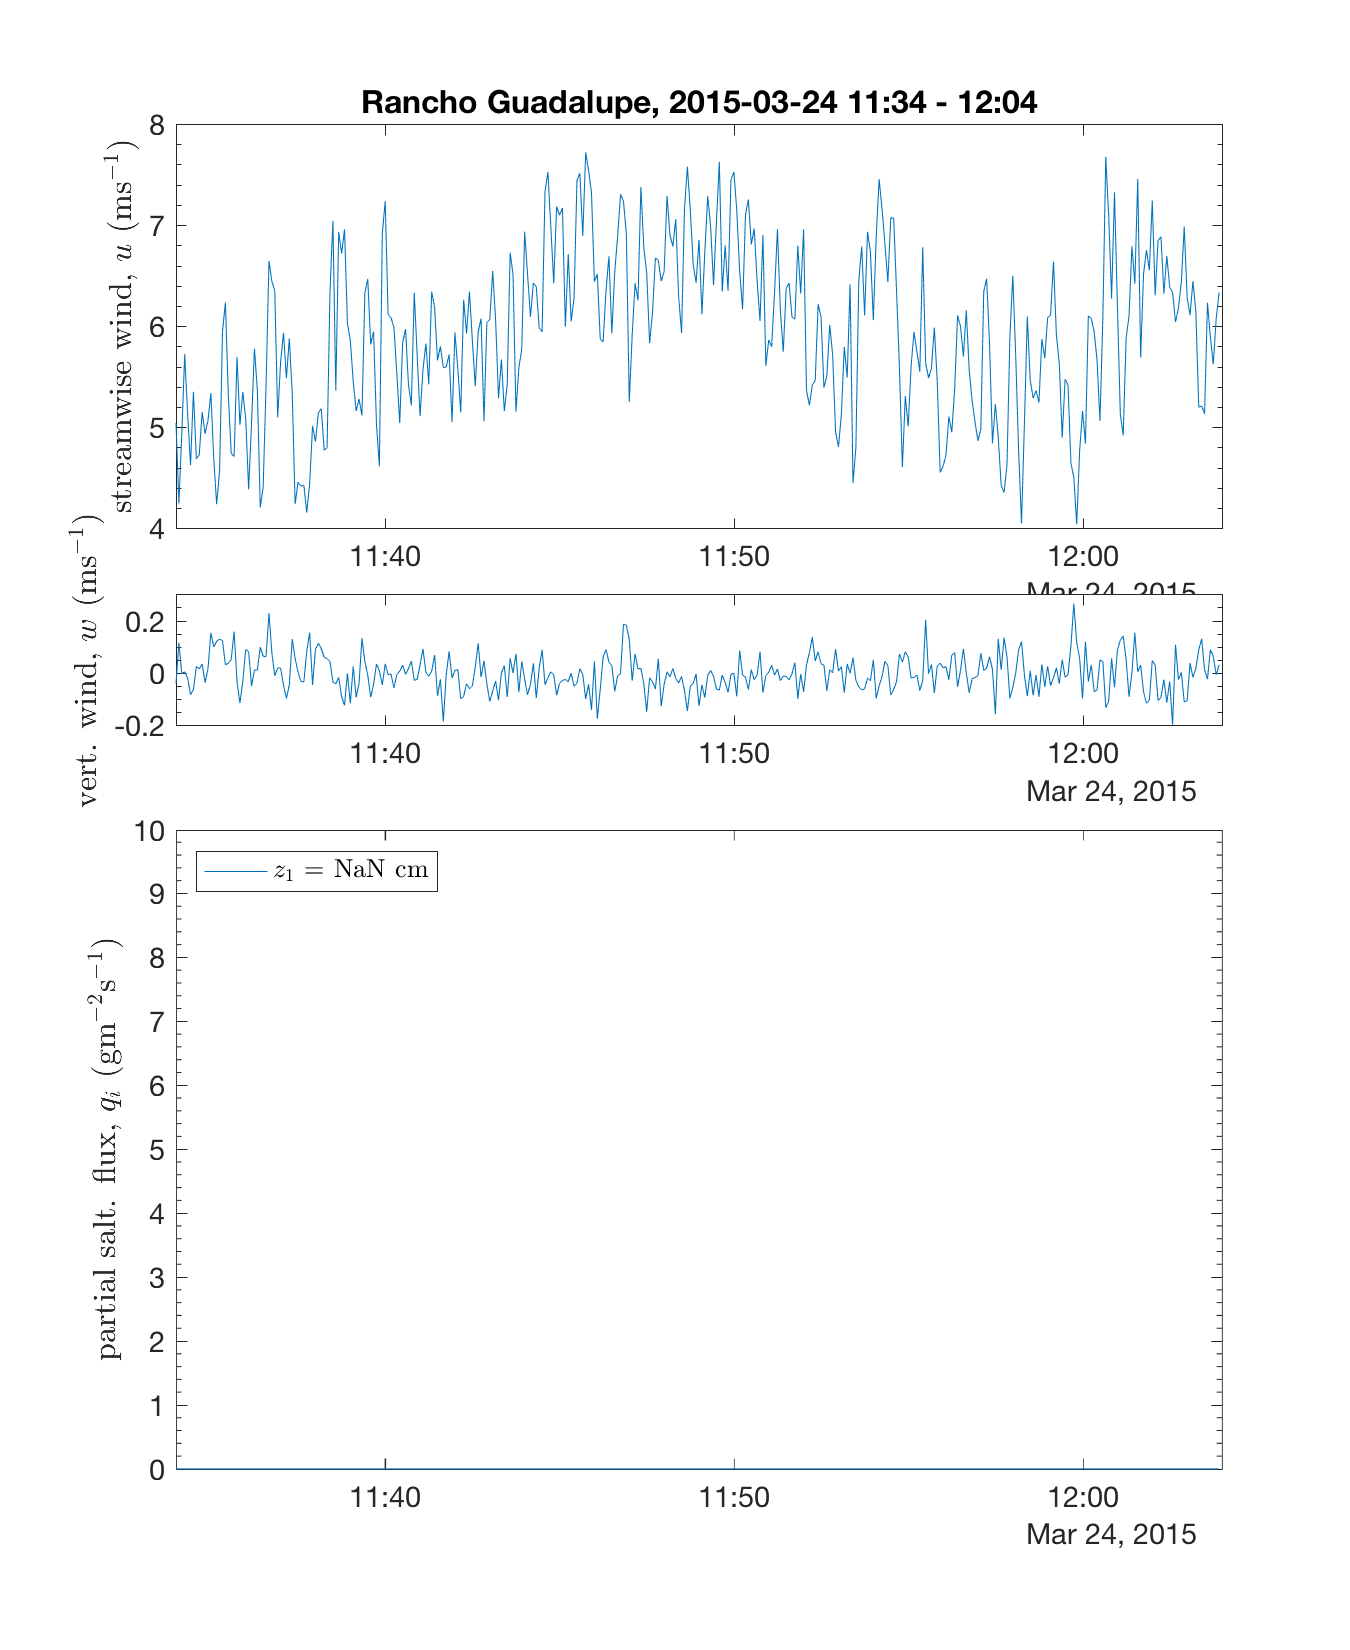 Rancho Guadalupe, 2015-03-24 11:34 - 12:04
streamwise wind, u (ms⁻¹)
8
7
6
5
4
11:40 11:50 12:00
Mar 24, 2015
vert. wind, w (ms⁻¹)
0.2
0
-0.2
11:40 11:50 12:00
Mar 24, 2015
partial salt. flux, qᵢ (gm⁻²s⁻¹)
10
9
8
7
6
5
4
3
2
1
0
z₁ = NaN cm
11:40 11:50 12:00
Mar 24, 2015